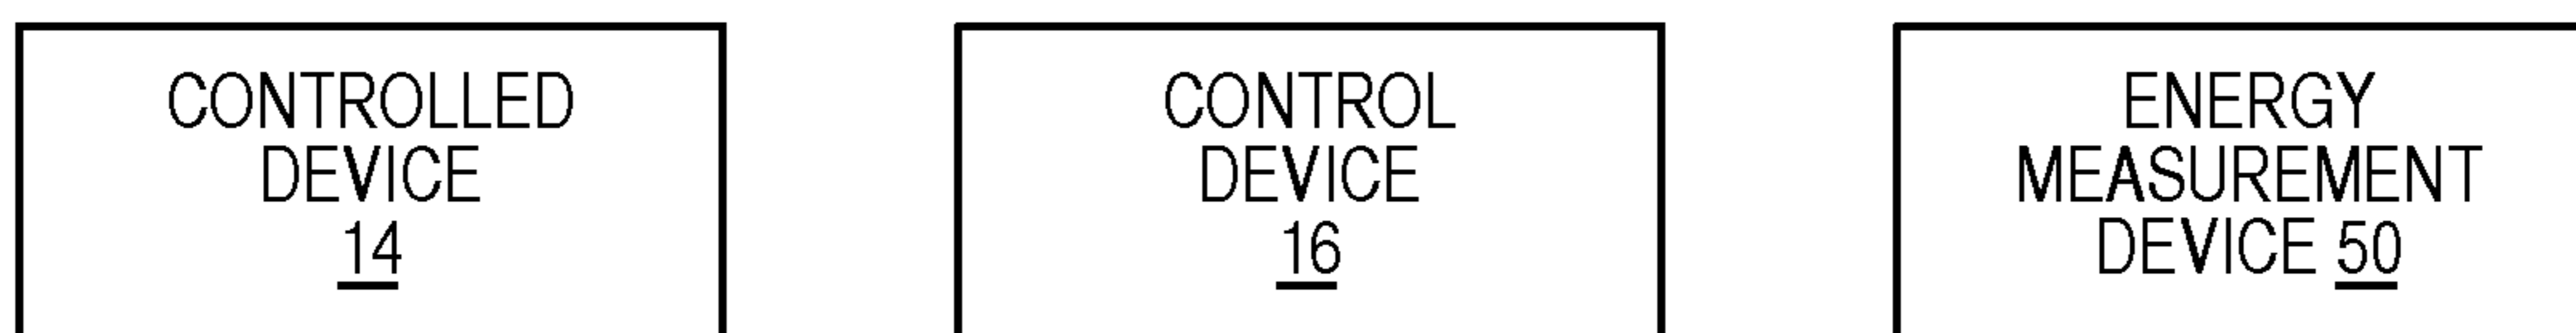 CONTROLLED
DEVICE
14
CONTROL
DEVICE
16
ENERGY
MEASUREMENT
DEVICE 50